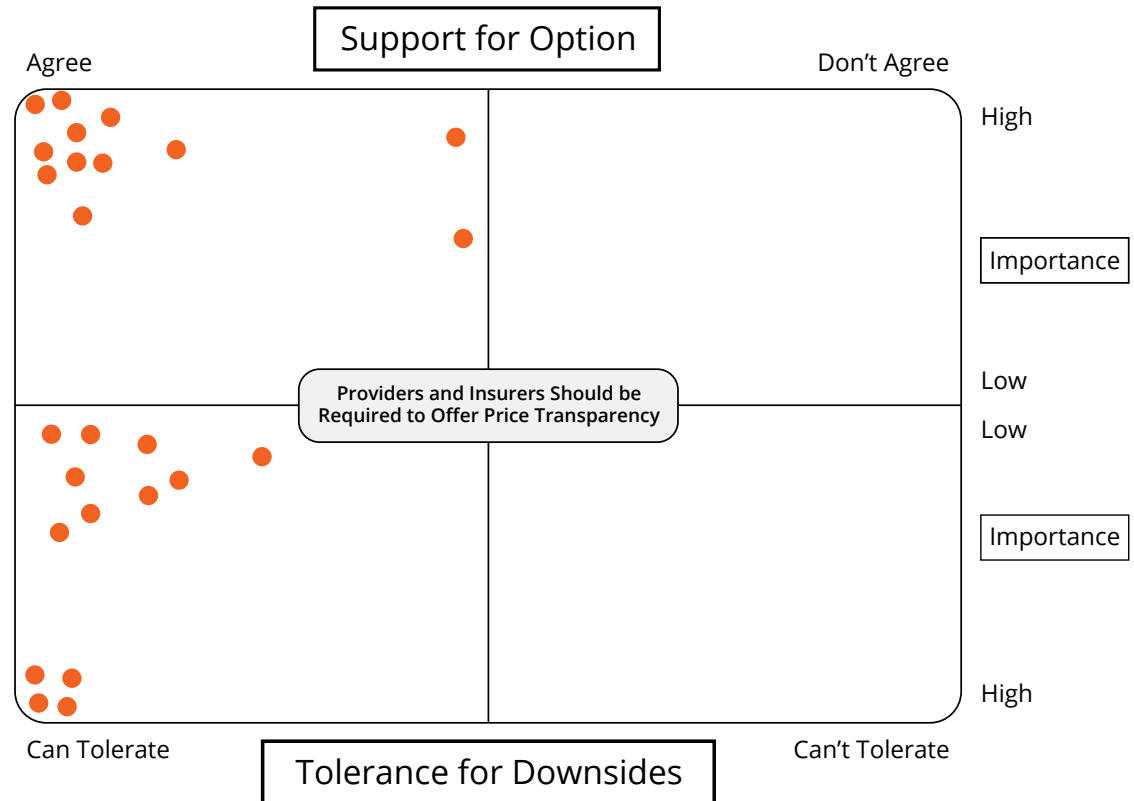 Support for Option
Agree
Don't Agree
High
Importance
Low
Providers and Insurers Should be
Required to Offer Price Transparency
Low
Importance
High
Can Tolerate
Can't Tolerate
Tolerance for Downsides